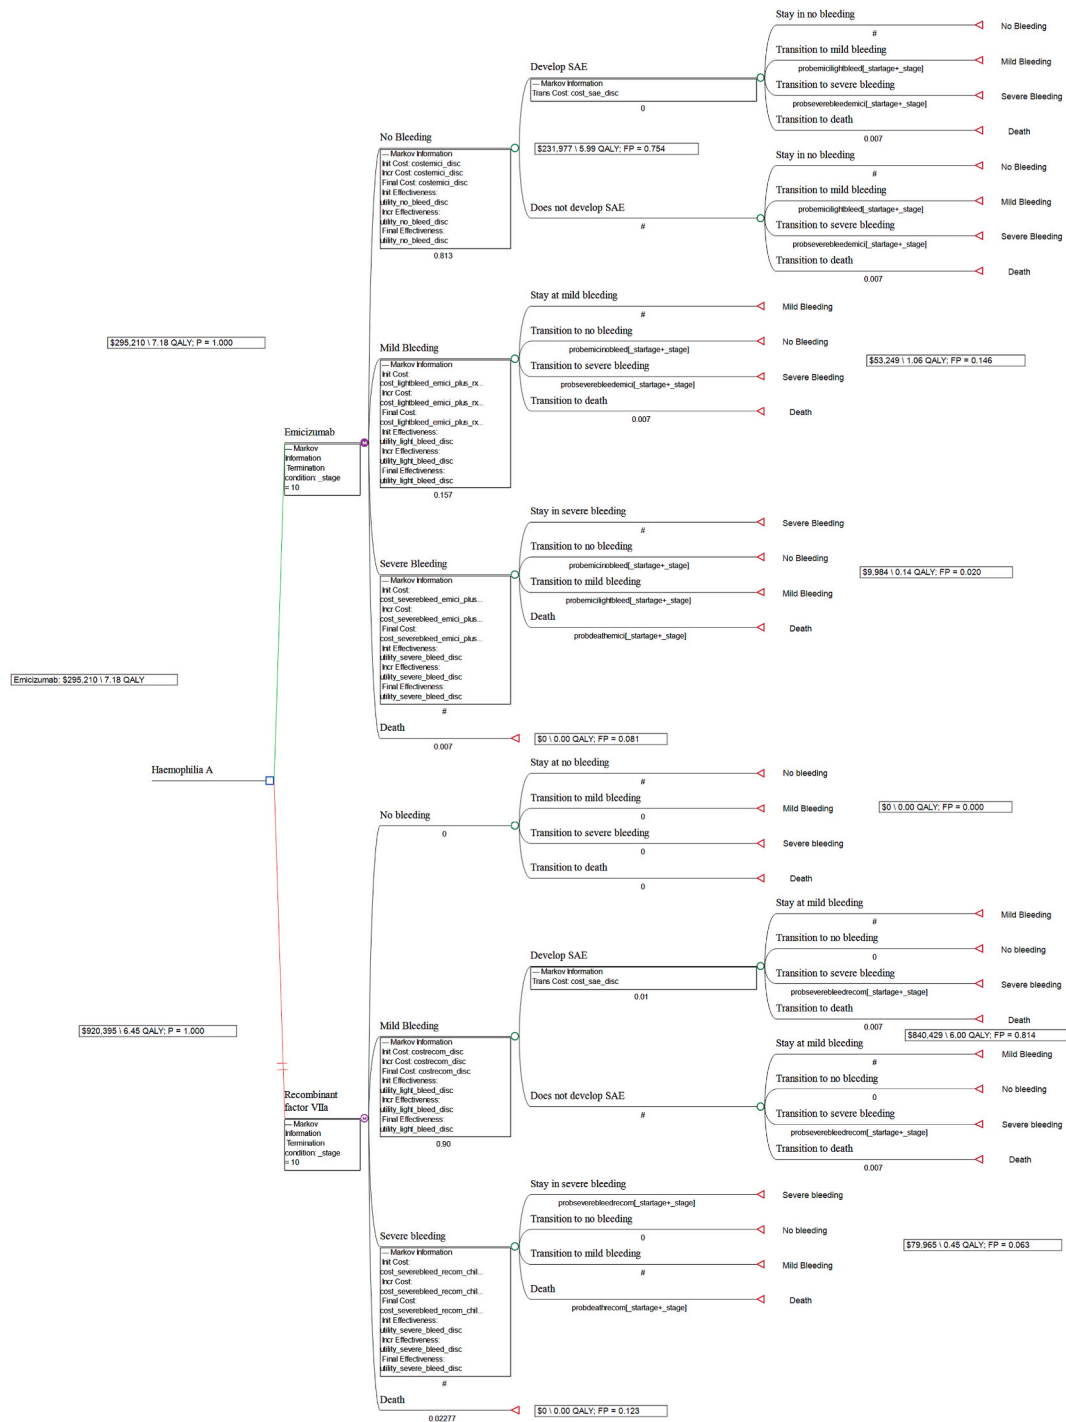 Haemophilia A
Emicizumab: $295,210 \ 7.18 QALY
$295,210 \ 7.18 QALY; P = 1.000
Emicizumab
--- Markov
Information
Termination
condition: _stage
= 10
No Bleeding
--- Markov Information
Init Cost: costemici_disc
Incr Cost: costemici_disc
Final Cost: costemici_disc
Init Effectiveness:
utility_no_bleed_disc
Incr Effectiveness:
utility_no_bleed_disc
Final Effectiveness:
utility_no_bleed_disc
0.813
$231,977 \ 5.99 QALY; FP = 0.754
Develop SAE
--- Markov Information
Trans Cost: cost_sae_disc
0
Stay in no bleeding
#
No Bleeding
Transition to mild bleeding
probemicilightbleed[_startage+_stage]
Mild Bleeding
Transition to severe bleeding
probseverebleedemici[_startage+_stage]
Severe Bleeding
Transition to death
0.007
Death
Does not develop SAE
#
Stay in no bleeding
#
No Bleeding
Transition to mild bleeding
probemicilightbleed[_startage+_stage]
Mild Bleeding
Transition to severe bleeding
probseverebleedemici[_startage+_stage]
Severe Bleeding
Transition to death
0.007
Death
Mild Bleeding
--- Markov Information
Init Cost:
cost_lightbleed_emici_plus_rx...
Incr Cost:
cost_lightbleed_emici_plus_rx...
Final Cost:
cost_lightbleed_emici_plus_rx...
Init Effectiveness:
utility_light_bleed_disc
Incr Effectiveness:
utility_light_bleed_disc
Final Effectiveness:
utility_light_bleed_disc
0.157
Stay at mild bleeding
#
Mild Bleeding
Transition to no bleeding
probemicinobleed[_startage+_stage]
No Bleeding
Transition to severe bleeding
probseverebleedemici[_startage+_stage]
Severe Bleeding
Transition to death
0.007
Death
$53,249 \ 1.06 QALY; FP = 0.146
Severe Bleeding
--- Markov Information
Init Cost:
cost_severebleed_emici_plus...
Incr Cost:
cost_severebleed_emici_plus...
Final Cost:
cost_severebleed_emici_plus...
Init Effectiveness:
utility_severe_bleed_disc
Incr Effectiveness:
utility_severe_bleed_disc
Final Effectiveness:
utility_severe_bleed_disc
#
Stay in severe bleeding
#
Severe Bleeding
Transition to no bleeding
probemicinobleed[_startage+_stage]
No Bleeding
Transition to mild bleeding
probemicilightbleed[_startage+_stage]
Mild Bleeding
Death
probdeathemici[_startage+_stage]
Death
$9,984 \ 0.14 QALY; FP = 0.020
Death
0.007
$0 \ 0.00 QALY; FP = 0.081
$920,395 \ 6.45 QALY; P = 1.000
Recombinant
factor VIIa
--- Markov
Information
Termination
condition: _stage
= 10
No bleeding
0
Stay at no bleeding
#
No bleeding
Transition to mild bleeding
0
Mild Bleeding
Transition to severe bleeding
0
Severe bleeding
Transition to death
0
Death
$0 \ 0.00 QALY; FP = 0.000
Mild Bleeding
--- Markov Information
Init Cost: costrecom_disc
Incr Cost: costrecom_disc
Final Cost: costrecom_disc
Init Effectiveness:
utility_light_bleed_disc
Incr Effectiveness:
utility_light_bleed_disc
Final Effectiveness:
utility_light_bleed_disc
0.90
Develop SAE
--- Markov Information
Trans Cost: cost_sae_disc
0.01
Stay at mild bleeding
#
Mild Bleeding
Transition to no bleeding
0
No bleeding
Transition to severe bleeding
probseverebleedrecom[_startage+_stage]
Severe bleeding
Transition to death
0.007
Death
$840,429 \ 6.00 QALY; FP = 0.814
Does not develop SAE
#
Stay at mild bleeding
#
Mild Bleeding
Transition to no bleeding
0
No bleeding
Transition to severe bleeding
probseverebleedrecom[_startage+_stage]
Severe bleeding
Transition to death
0.007
Death
Severe bleeding
--- Markov Information
Init Cost:
cost_severebleed_recom_chil...
Incr Cost:
cost_severebleed_recom_chil...
Final Cost:
cost_severebleed_recom_chil...
Init Effectiveness:
utility_severe_bleed_disc
Incr Effectiveness:
utility_severe_bleed_disc
Final Effectiveness:
utility_severe_bleed_disc
#
Stay in severe bleeding
probseverebleedrecom[_startage+_stage]
Severe bleeding
Transition to no bleeding
0
No bleeding
Transition to mild bleeding
#
Mild Bleeding
Death
probdeathrecom[_startage+_stage]
Death
$79,965 \ 0.45 QALY; FP = 0.063
Death
0.02277
$0 \ 0.00 QALY; FP = 0.123